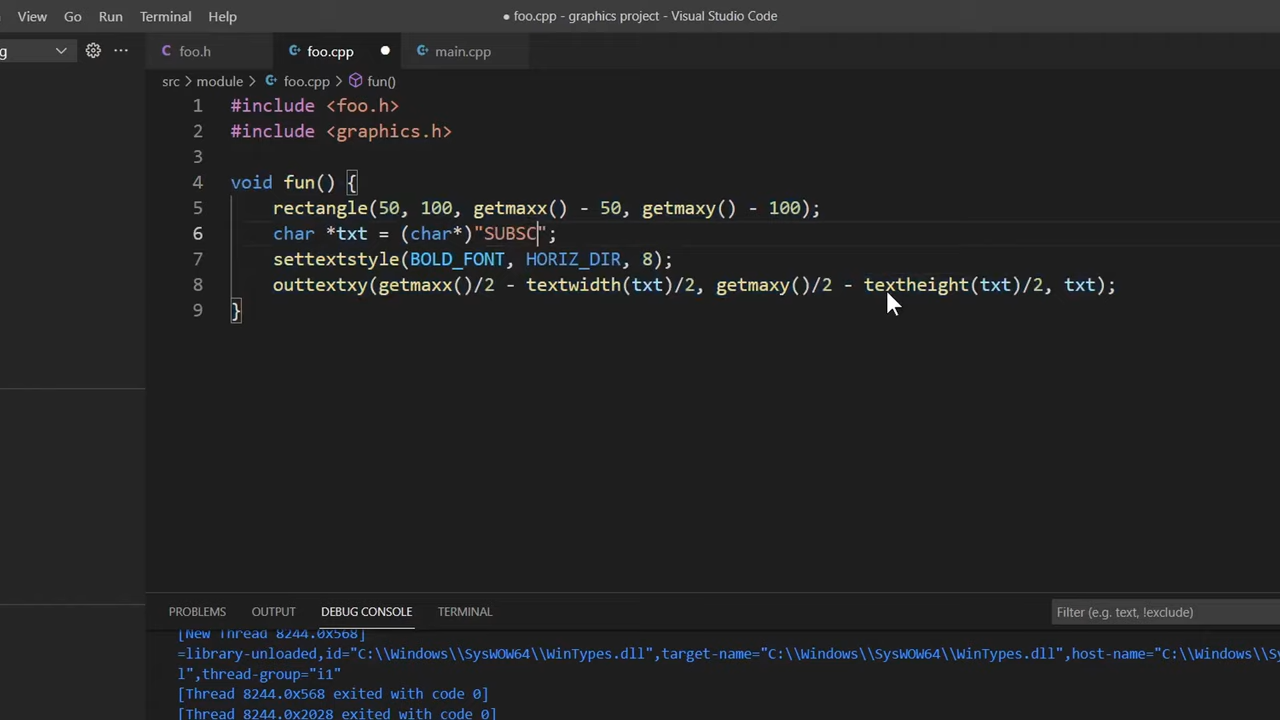 View Go Run Terminal Help ● foo.cpp - graphics project - Visual Studio Code
g ··· foo.h foo.cpp ● main.cpp
src > module > foo.cpp > fun()
1 #include <foo.h>
2 #include <graphics.h>
3
4 void fun() {
5 rectangle(50, 100, getmaxx() - 50, getmaxy() - 100);
6 char *txt = (char*)"SUBSC";
7 settextstyle(BOLD_FONT, HORIZ_DIR, 8);
8 outtextxy(getmaxx()/2 - textwidth(txt)/2, getmaxy()/2 - textheight(txt)/2, txt);
9 }
PROBLEMS OUTPUT DEBUG CONSOLE TERMINAL Filter (e.g. text, !exclude)
[New Thread 8244.0x568]
=library-unloaded,id="C:\\Windows\\SysWOW64\\WinTypes.dll",target-name="C:\\Windows\\SysWOW64\\WinTypes.dll",host-name="C:\\Windows\\Sy
l",thread-group="i1"
[Thread 8244.0x568 exited with code 0]
[Thread 8244.0x2028 exited with code 0]